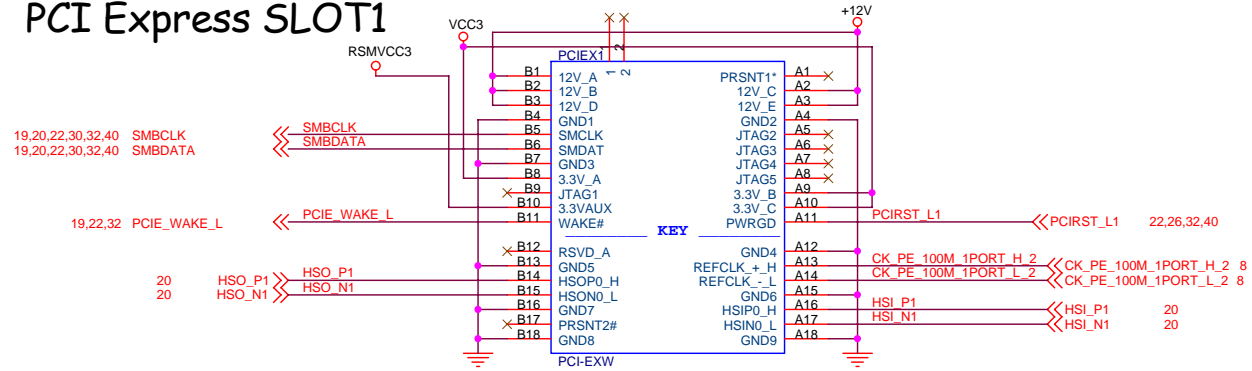 PCI Express SLOT1
+12V
VCC3
RSMVCC3
PCIEX1
1 2
B1 12V_A PRSNT1* A1
B2 12V_B 12V_C A2
B3 12V_D 12V_E A3
B4 GND1 GND2 A4
19,20,22,30,32,40 SMBCLK SMBCLK B5 SMCLK JTAG2 A5
19,20,22,30,32,40 SMBDATA SMBDATA B6 SMDAT JTAG3 A6
B7 GND3 JTAG4 A7
B8 3.3V_A JTAG5 A8
B9 JTAG1 3.3V_B A9
B10 3.3VAUX 3.3V_C A10
19,22,32 PCIE_WAKE_L PCIE_WAKE_L B11 WAKE# PWRGD A11 PCIRST_L1 PCIRST_L1 22,26,32,40
KEY
B12 RSVD_A GND4 A12
B13 GND5 REFCLK_+_H A13 CK_PE_100M_1PORT_H_2 CK_PE_100M_1PORT_H_2 8
20 HSO_P1 HSO_P1 B14 HSOP0_H REFCLK_-_L A14 CK_PE_100M_1PORT_L_2 CK_PE_100M_1PORT_L_2 8
20 HSO_N1 HSO_N1 B15 HSON0_L GND6 A15
B16 GND7 HSIP0_H A16 HSI_P1 HSI_P1 20
B17 PRSNT2# HSIN0_L A17 HSI_N1 HSI_N1 20
B18 GND8 GND9 A18
PCI-EXW